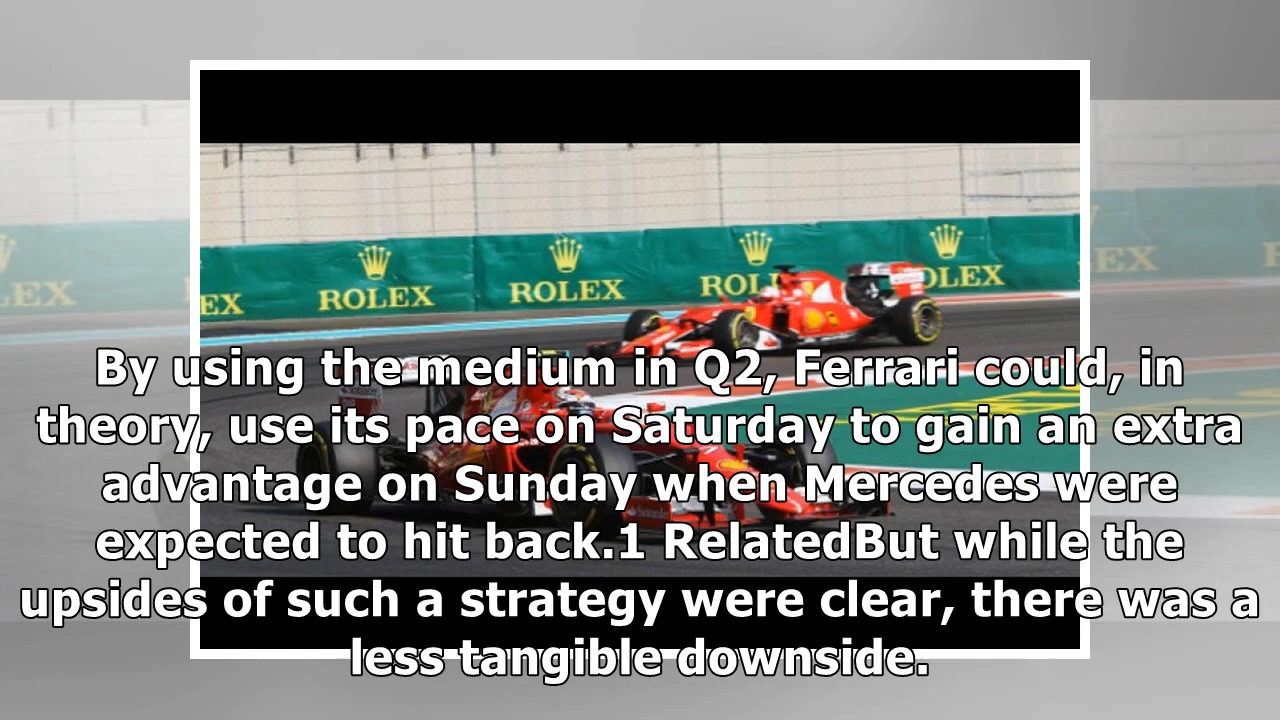 EX
ROLEX
ROLEX
ROL
OLEX
LEX
EX
By using the medium in Q2, Ferrari could, in
theory, use its pace on Saturday to gain an extra
advantage on Sunday when Mercedes were
expected to hit back.1 RelatedBut while the
upsides of such a strategy were clear, there was a
less tangible downside.